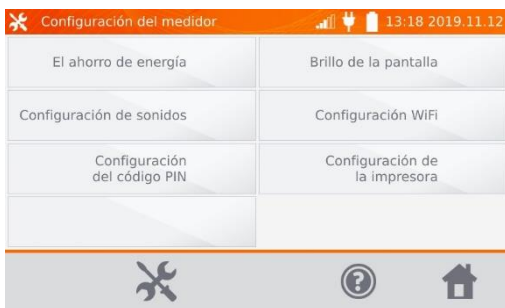 Configuración del medidor
13:18 2019.11.12
El ahorro de energía
Brillo de la pantalla
Configuración de sonidos
Configuración WiFi
Configuración
del código PIN
Configuración de
la impresora
?